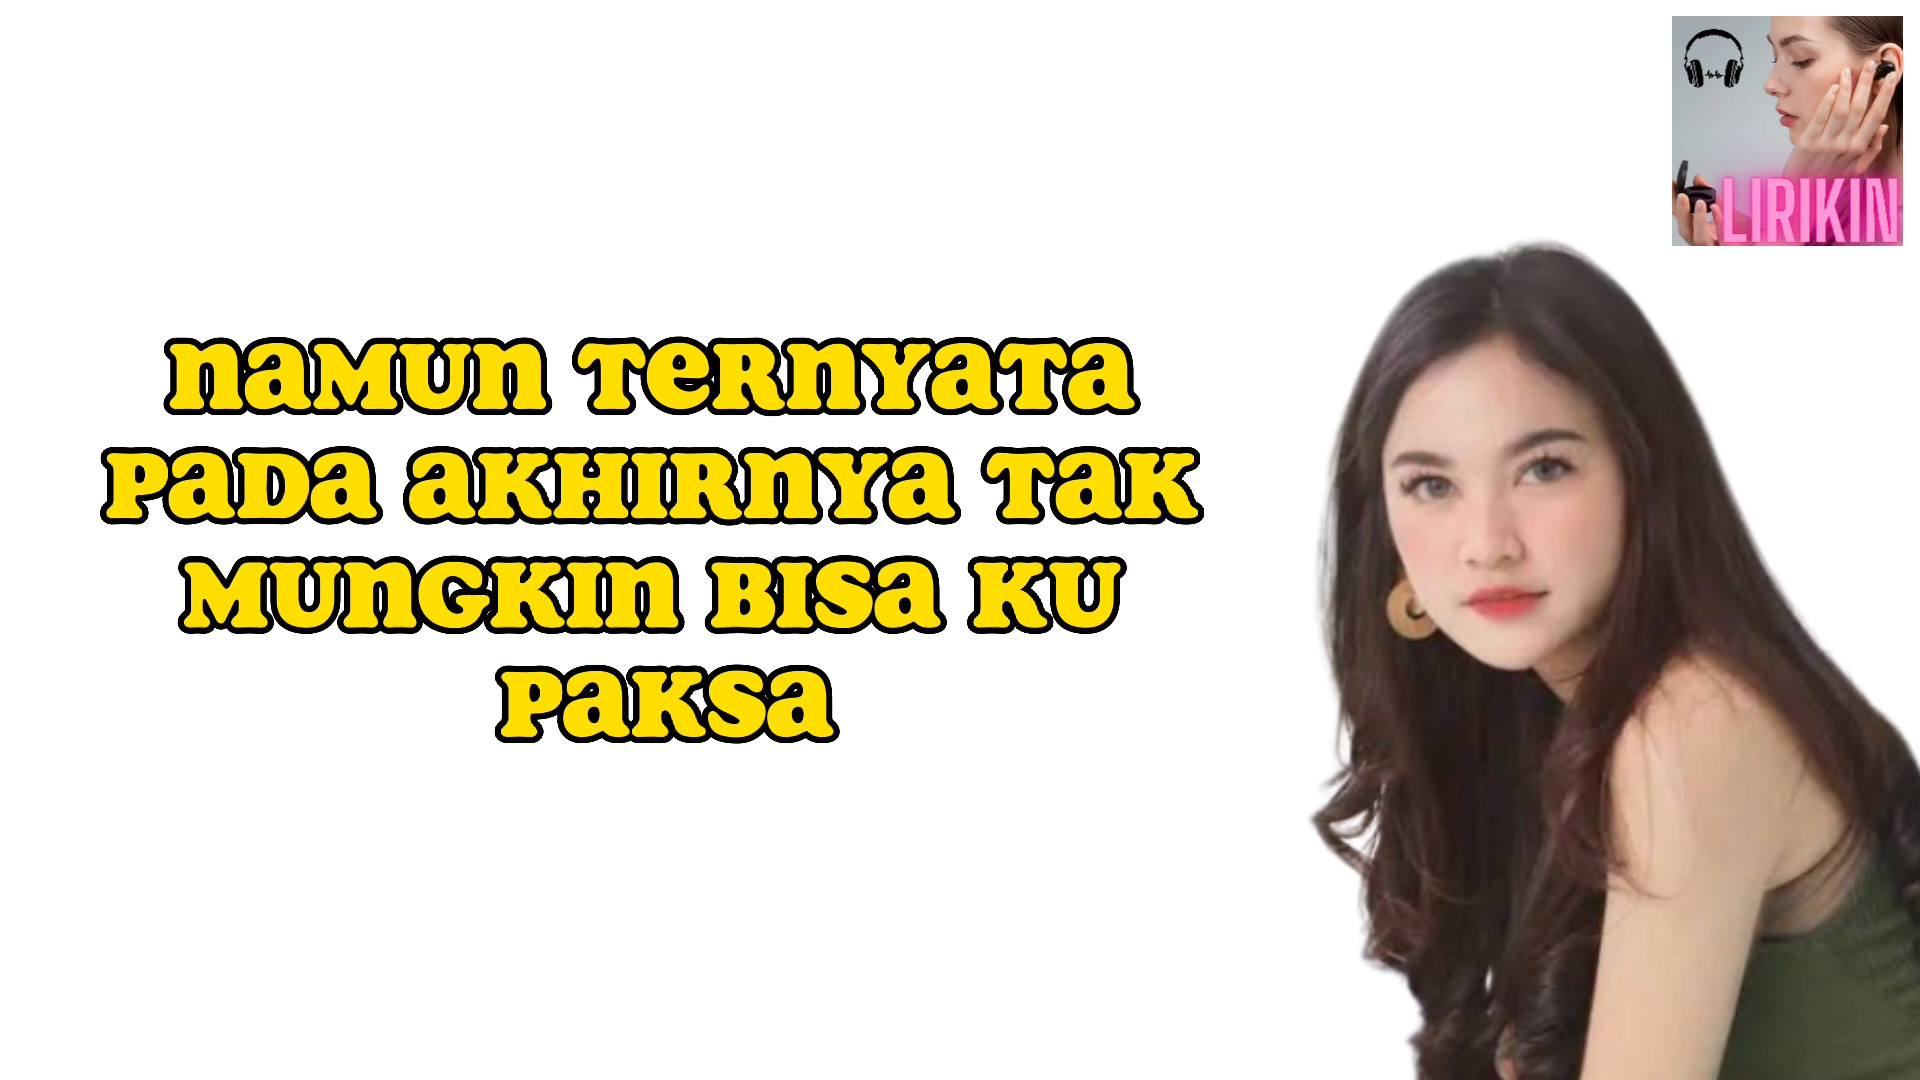 LIRIKIN
NaMUN TeRNYaTa
PaDa aKHIRNYa TaK
MUNGKIN BISa KU
PaKSa